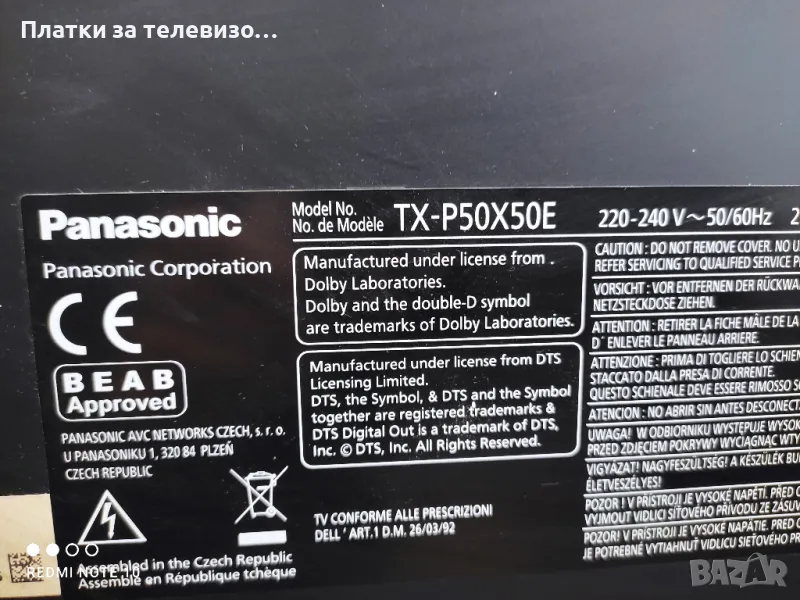 Платки за телевизо...
Panasonic
Model No.
No. de Modèle
TX-P50X50E
220-240 V~50/60Hz 2
Panasonic Corporation
CE
BEAB
Approved
PANASONIC AVC NETWORKS CZECH, s. r. o.
U PANASONIKU 1, 320 84 PLZEŇ
CZECH REPUBLIC
Assembled in the Czech Republic
Assemblé en République tchèque
Manufactured under license from .
Dolby Laboratories.
Dolby and the double-D symbol
are trademarks of Dolby Laboratories.
Manufactured under license from DTS
Licensing Limited.
DTS, the Symbol, & DTS and the Symbol
together are registered trademarks &
DTS Digital Out is a trademark of DTS,
Inc. © DTS, Inc. All Rights Reserved.
TV CONFORME ALLE PRESCRIZIONI
DELL' ART.1 D.M. 26/03/92
CAUTION : DO NOT REMOVE COVER. NO U
REFER SERVICING TO QUALIFIED SERVICE P
VORSICHT : VOR ENTFERNEN DER RÜCKWA
NETZSTECKDOSE ZIEHEN.
ATTENTION : RETIRER LA FICHE MÂLE DE LA
D' ENLEVER LE PANNEAU ARRIERE.
ATTENZIONE : PRIMA DI TOGLIERE LO SCHIE
STACCATO DALLA PRESA DI CORRENTE.
QUESTO SCHIENALE DEVE ESSERE RIMOSSO SO
ATENCION : NO ABRIR SIN ANTES DESCONECT
UWAGA! W ODBIORNIKU WYSTĘPUJE WYSOK
PRZED ZDJĘCIEM POKRYWY WYCIĄGNĄĆ WTY
VIGYÁZAT! NAGYFESZÜLTSÉG! A KÉSZÜLÉK BU
ÉLETVESZÉLYES!
POZOR ! V PŘÍSTROJI JE VYSOKÉ NAPĚTÍ. PŘED O
VYJMOUT VIDLICI SÍŤOVÉHO PŘÍVODU ZE ZÁSUV
POZOR ! V PRÍSTROJI JE VYSOKÉ NAPÄTIE. PRED O
JE POTREBNÉ VYTIAHNUŤ VIDLICU SIEŤOVÉHO PR
REDMI NOTE 10
BAZAR